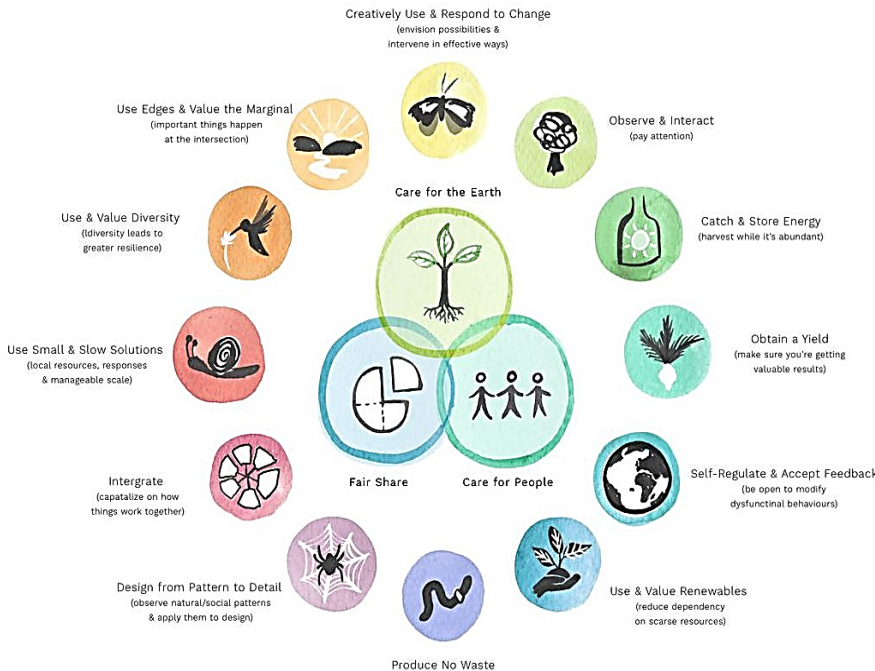 Creatively Use & Respond to Change
(envision possibilities &
intervene in effective ways)
Use Edges & Value the Marginal
(important things happen
at the intersection)
Observe & Interact
(pay attention)
Care for the Earth
Use & Value Diversity
(ldiversity leads to
greater resilience)
Catch & Store Energy
(harvest while it's abundant)
Use Small & Slow Solutions
(local resources, responses
& manageable scale)
Obtain a Yield
(make sure you're getting
valuable results)
Fair Share
Care for People
Intergrate
(capatalize on how
things work together)
Self-Regulate & Accept Feedback
(be open to modify
dysfunctinal behaviours)
Design from Pattern to Detail
(observe natural/social patterns
& apply them to design)
Use & Value Renewables
(reduce dependency
on scarse resources)
Produce No Waste